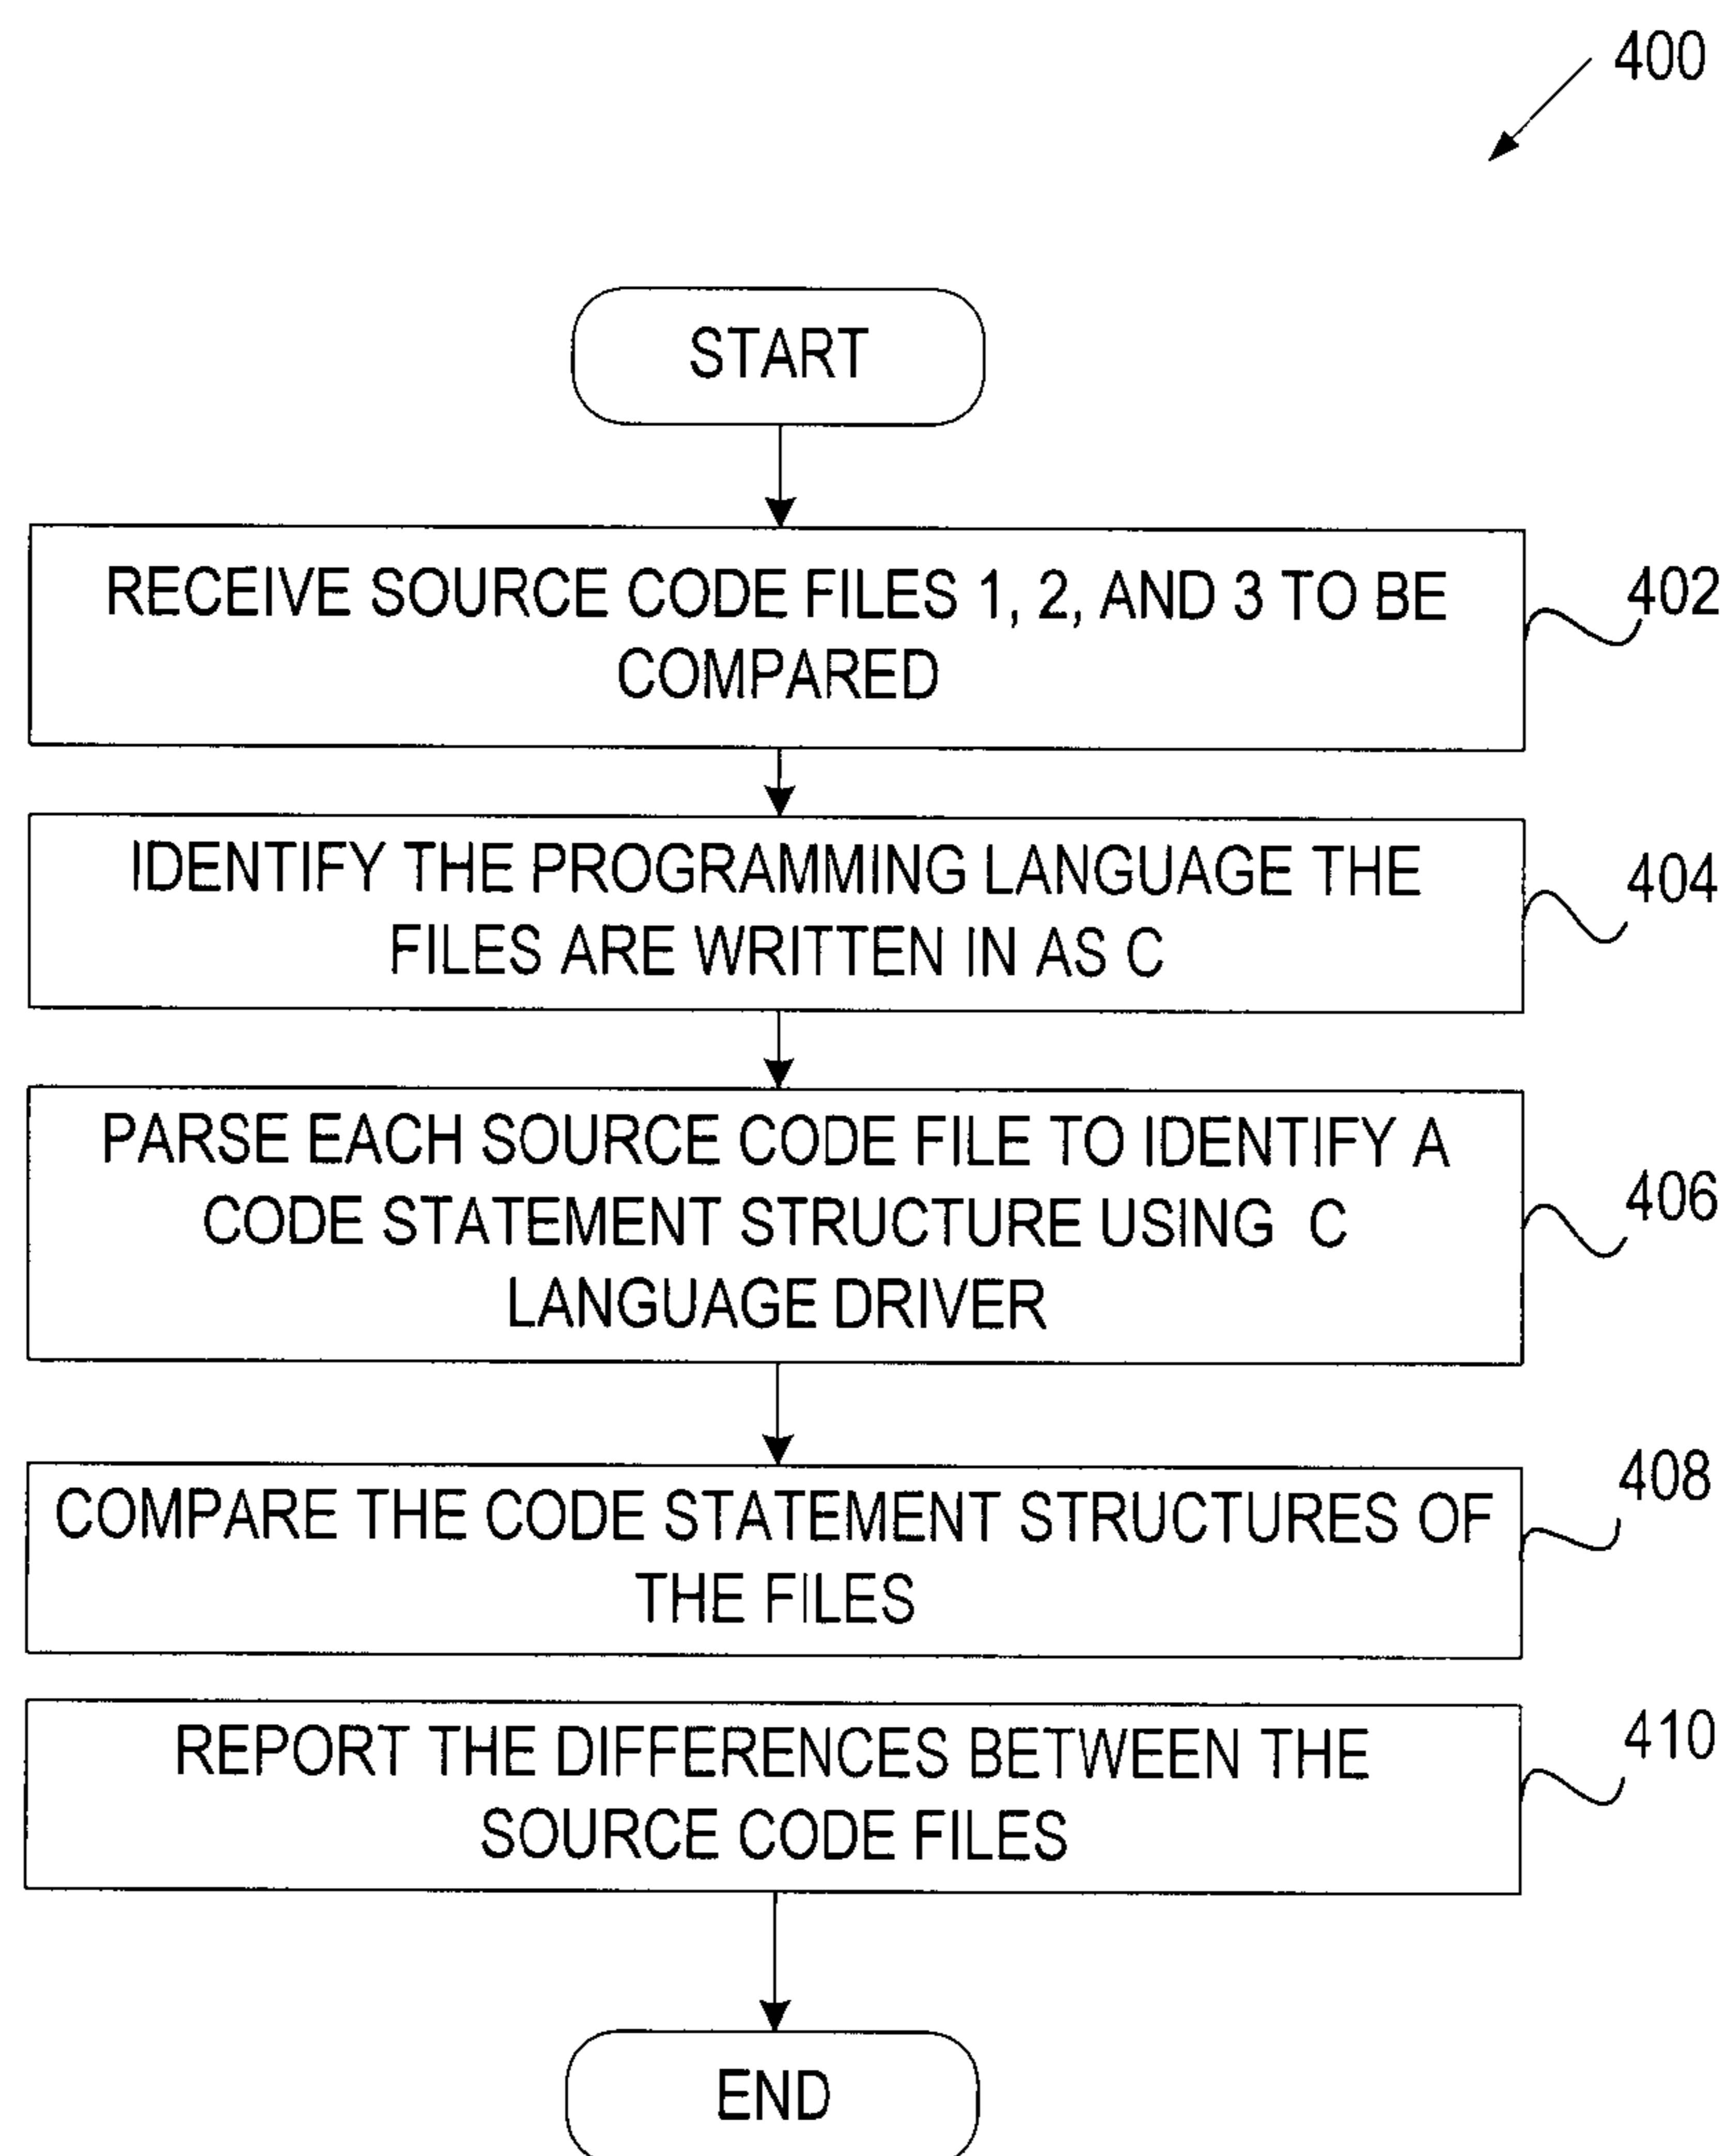 400
START
RECEIVE SOURCE CODE FILES 1, 2, AND 3 TO BE
COMPARED
402
IDENTIFY THE PROGRAMMING LANGUAGE THE
FILES ARE WRITTEN IN AS C
404
PARSE EACH SOURCE CODE FILE TO IDENTIFY A
CODE STATEMENT STRUCTURE USING C
LANGUAGE DRIVER
406
COMPARE THE CODE STATEMENT STRUCTURES OF
THE FILES
408
REPORT THE DIFFERENCES BETWEEN THE
SOURCE CODE FILES
410
END